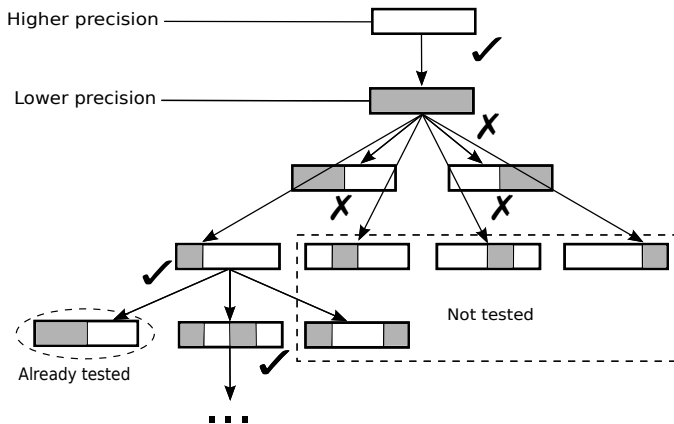 Higher precision
Lower precision
Not tested
Already tested